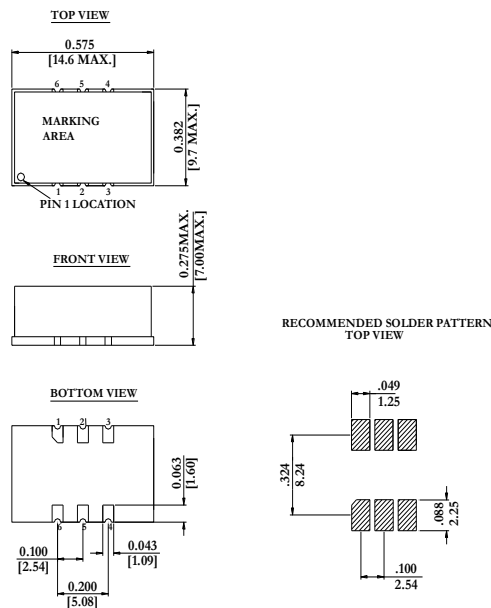 TOP VIEW
0.575
[14.6 MAX.]
6 5 4
MARKING
AREA
0.382
[9.7 MAX.]
1 2 3
PIN 1 LOCATION
FRONT VIEW
0.275MAX.
[7.00MAX.]
RECOMMENDED SOLDER PATTERN
TOP VIEW
BOTTOM VIEW
1 2 3
0.063
[1.60]
6 5 4
0.100
[2.54]
0.043
[1.09]
0.200
[5.08]
.049
1.25
.324
8.24
.088
2.25
.100
2.54